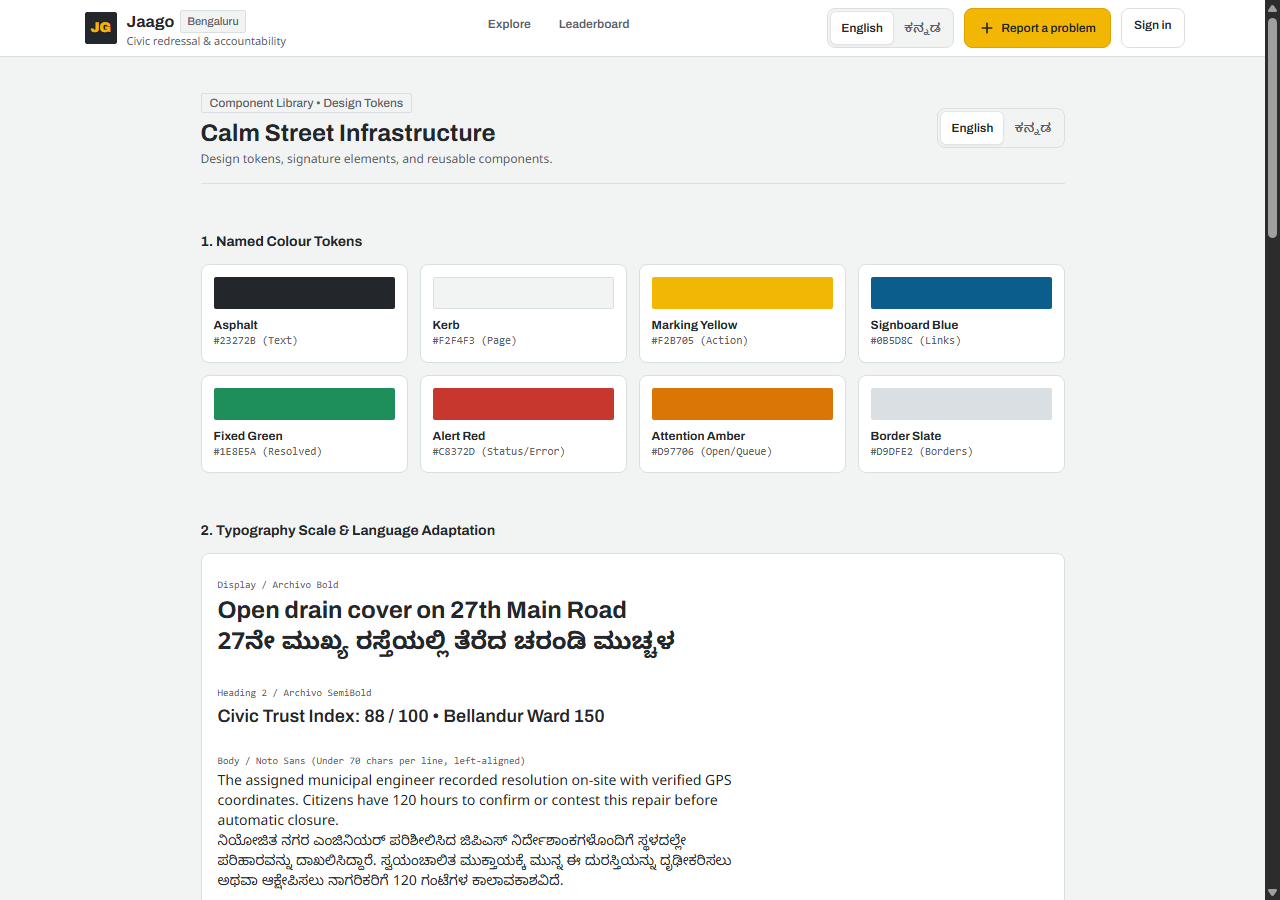 JG
Jaago
Bengaluru
Civic redressal & accountability
Explore
Leaderboard
English
ಕನ್ನಡ
Report a problem
Sign in
Component Library • Design Tokens
Calm Street Infrastructure
Design tokens, signature elements, and reusable components.
English
ಕನ್ನಡ
1. Named Colour Tokens
Asphalt
#23272B (Text)
Kerb
#F2F4F3 (Page)
Marking Yellow
#F2B705 (Action)
Signboard Blue
#0B5D8C (Links)
Fixed Green
#1E8E5A (Resolved)
Alert Red
#C8372D (Status/Error)
Attention Amber
#D97706 (Open/Queue)
Border Slate
#D9DFE2 (Borders)
2. Typography Scale & Language Adaptation
Display / Archivo Bold
Open drain cover on 27th Main Road
27ನೇ ಮುಖ್ಯ ರಸ್ತೆಯಲ್ಲಿ ತೆರೆದ ಚರಂಡಿ ಮುಚ್ಚಳ
Heading 2 / Archivo SemiBold
Civic Trust Index: 88 / 100 • Bellandur Ward 150
Body / Noto Sans (Under 70 chars per line, left-aligned)
The assigned municipal engineer recorded resolution on-site with verified GPS
coordinates. Citizens have 120 hours to confirm or contest this repair before
automatic closure.
ನಿಯೋಜಿತ ನಗರ ಎಂಜಿನಿಯರ್ ಪರಿಶೀಲಿಸಿದ ಜಿಪಿಎಸ್ ನಿರ್ದೇಶಾಂಕಗಳೊಂದಿಗೆ ಸ್ಥಳದಲ್ಲೇ
ಪರಿಹಾರವನ್ನು ದಾಖಲಿಸಿದ್ದಾರೆ. ಸ್ವಯಂಚಾಲಿತ ಮುಕ್ತಾಯಕ್ಕೆ ಮುನ್ನ ಈ ದುರಸ್ತಿಯನ್ನು ದೃಢೀಕರಿಸಲು
ಅಥವಾ ಆಕ್ಷೇಪಿಸಲು ನಾಗರಿಕರಿಗೆ 120 ಗಂಟೆಗಳ ಕಾಲಾವಕಾಶವಿದೆ.